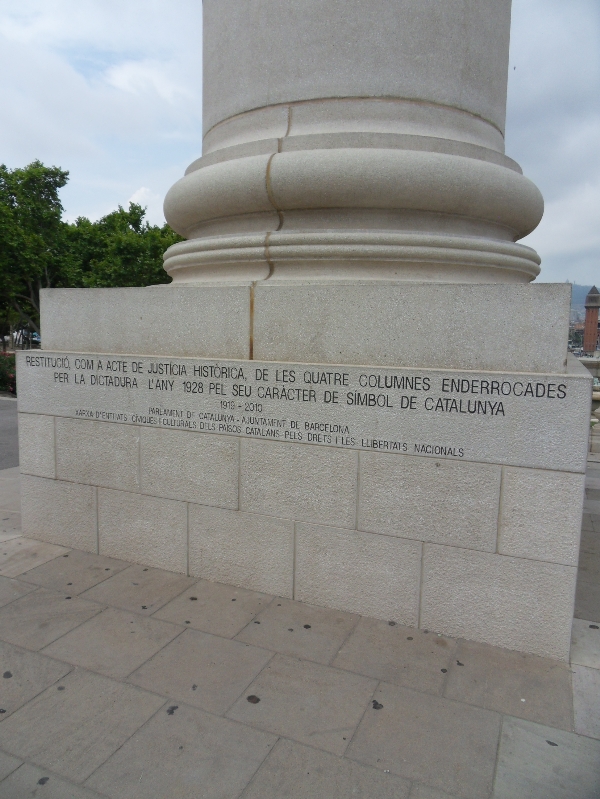 RESTITUCIÓ, COM A ACTE DE JUSTÍCIA HISTÒRICA, DE LES QUATRE COLUMNES ENDERROCADES
PER LA DICTADURA L'ANY 1928 PEL SEU CARÀCTER DE SÍMBOL DE CATALUNYA
1919 - 2010
PARLAMENT DE CATALUNYA - AJUNTAMENT DE BARCELONA
XARXA D'ENTITATS CÍVIQUES I CULTURALS DELS PAÏSOS CATALANS PELS DRETS I LES LLIBERTATS NACIONALS